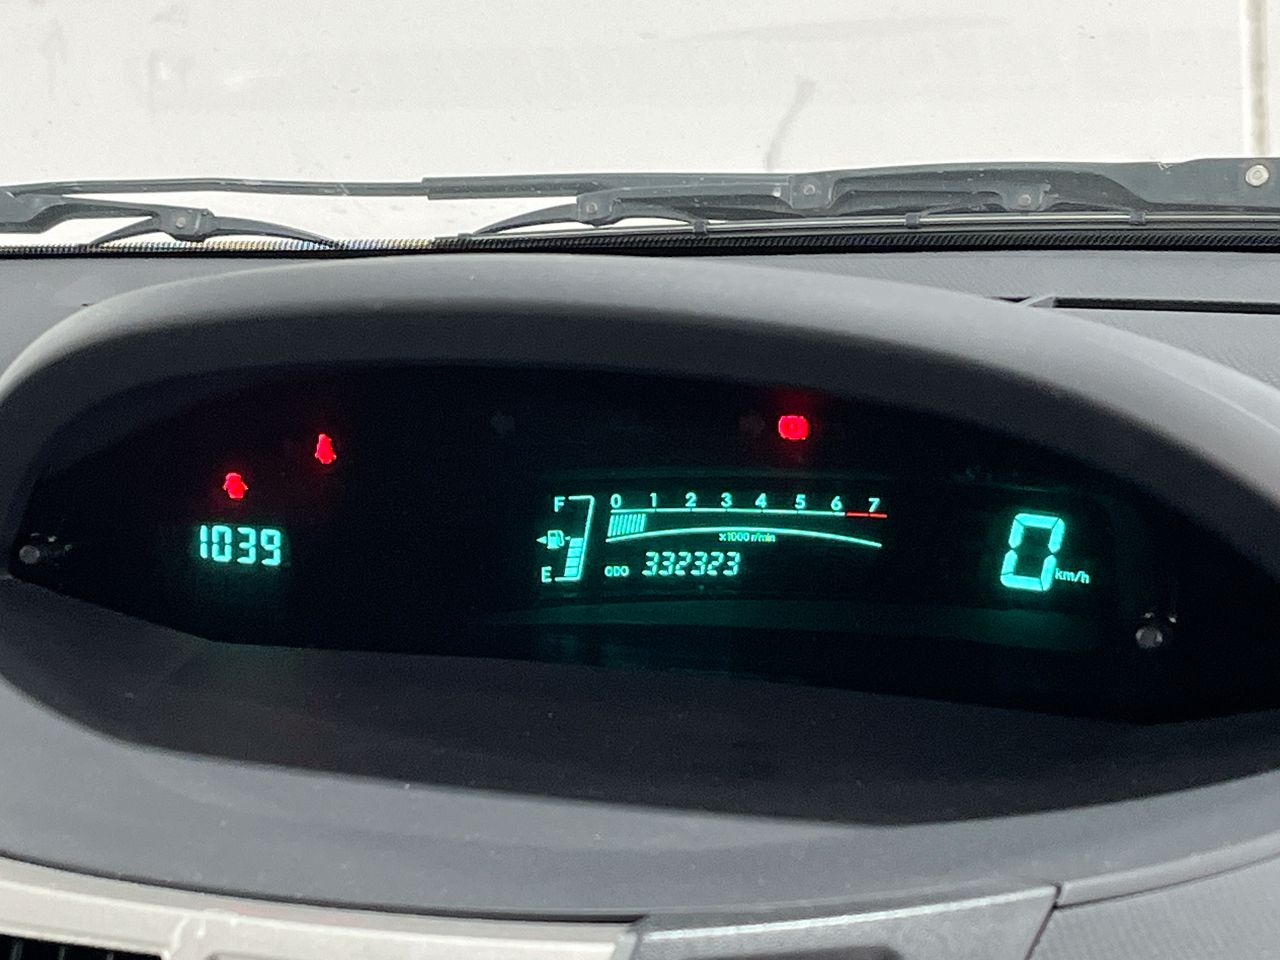 1039
F
E
0 1 2 3 4 5 6 7
x1000 r/min
ODO 332323
0 km/h